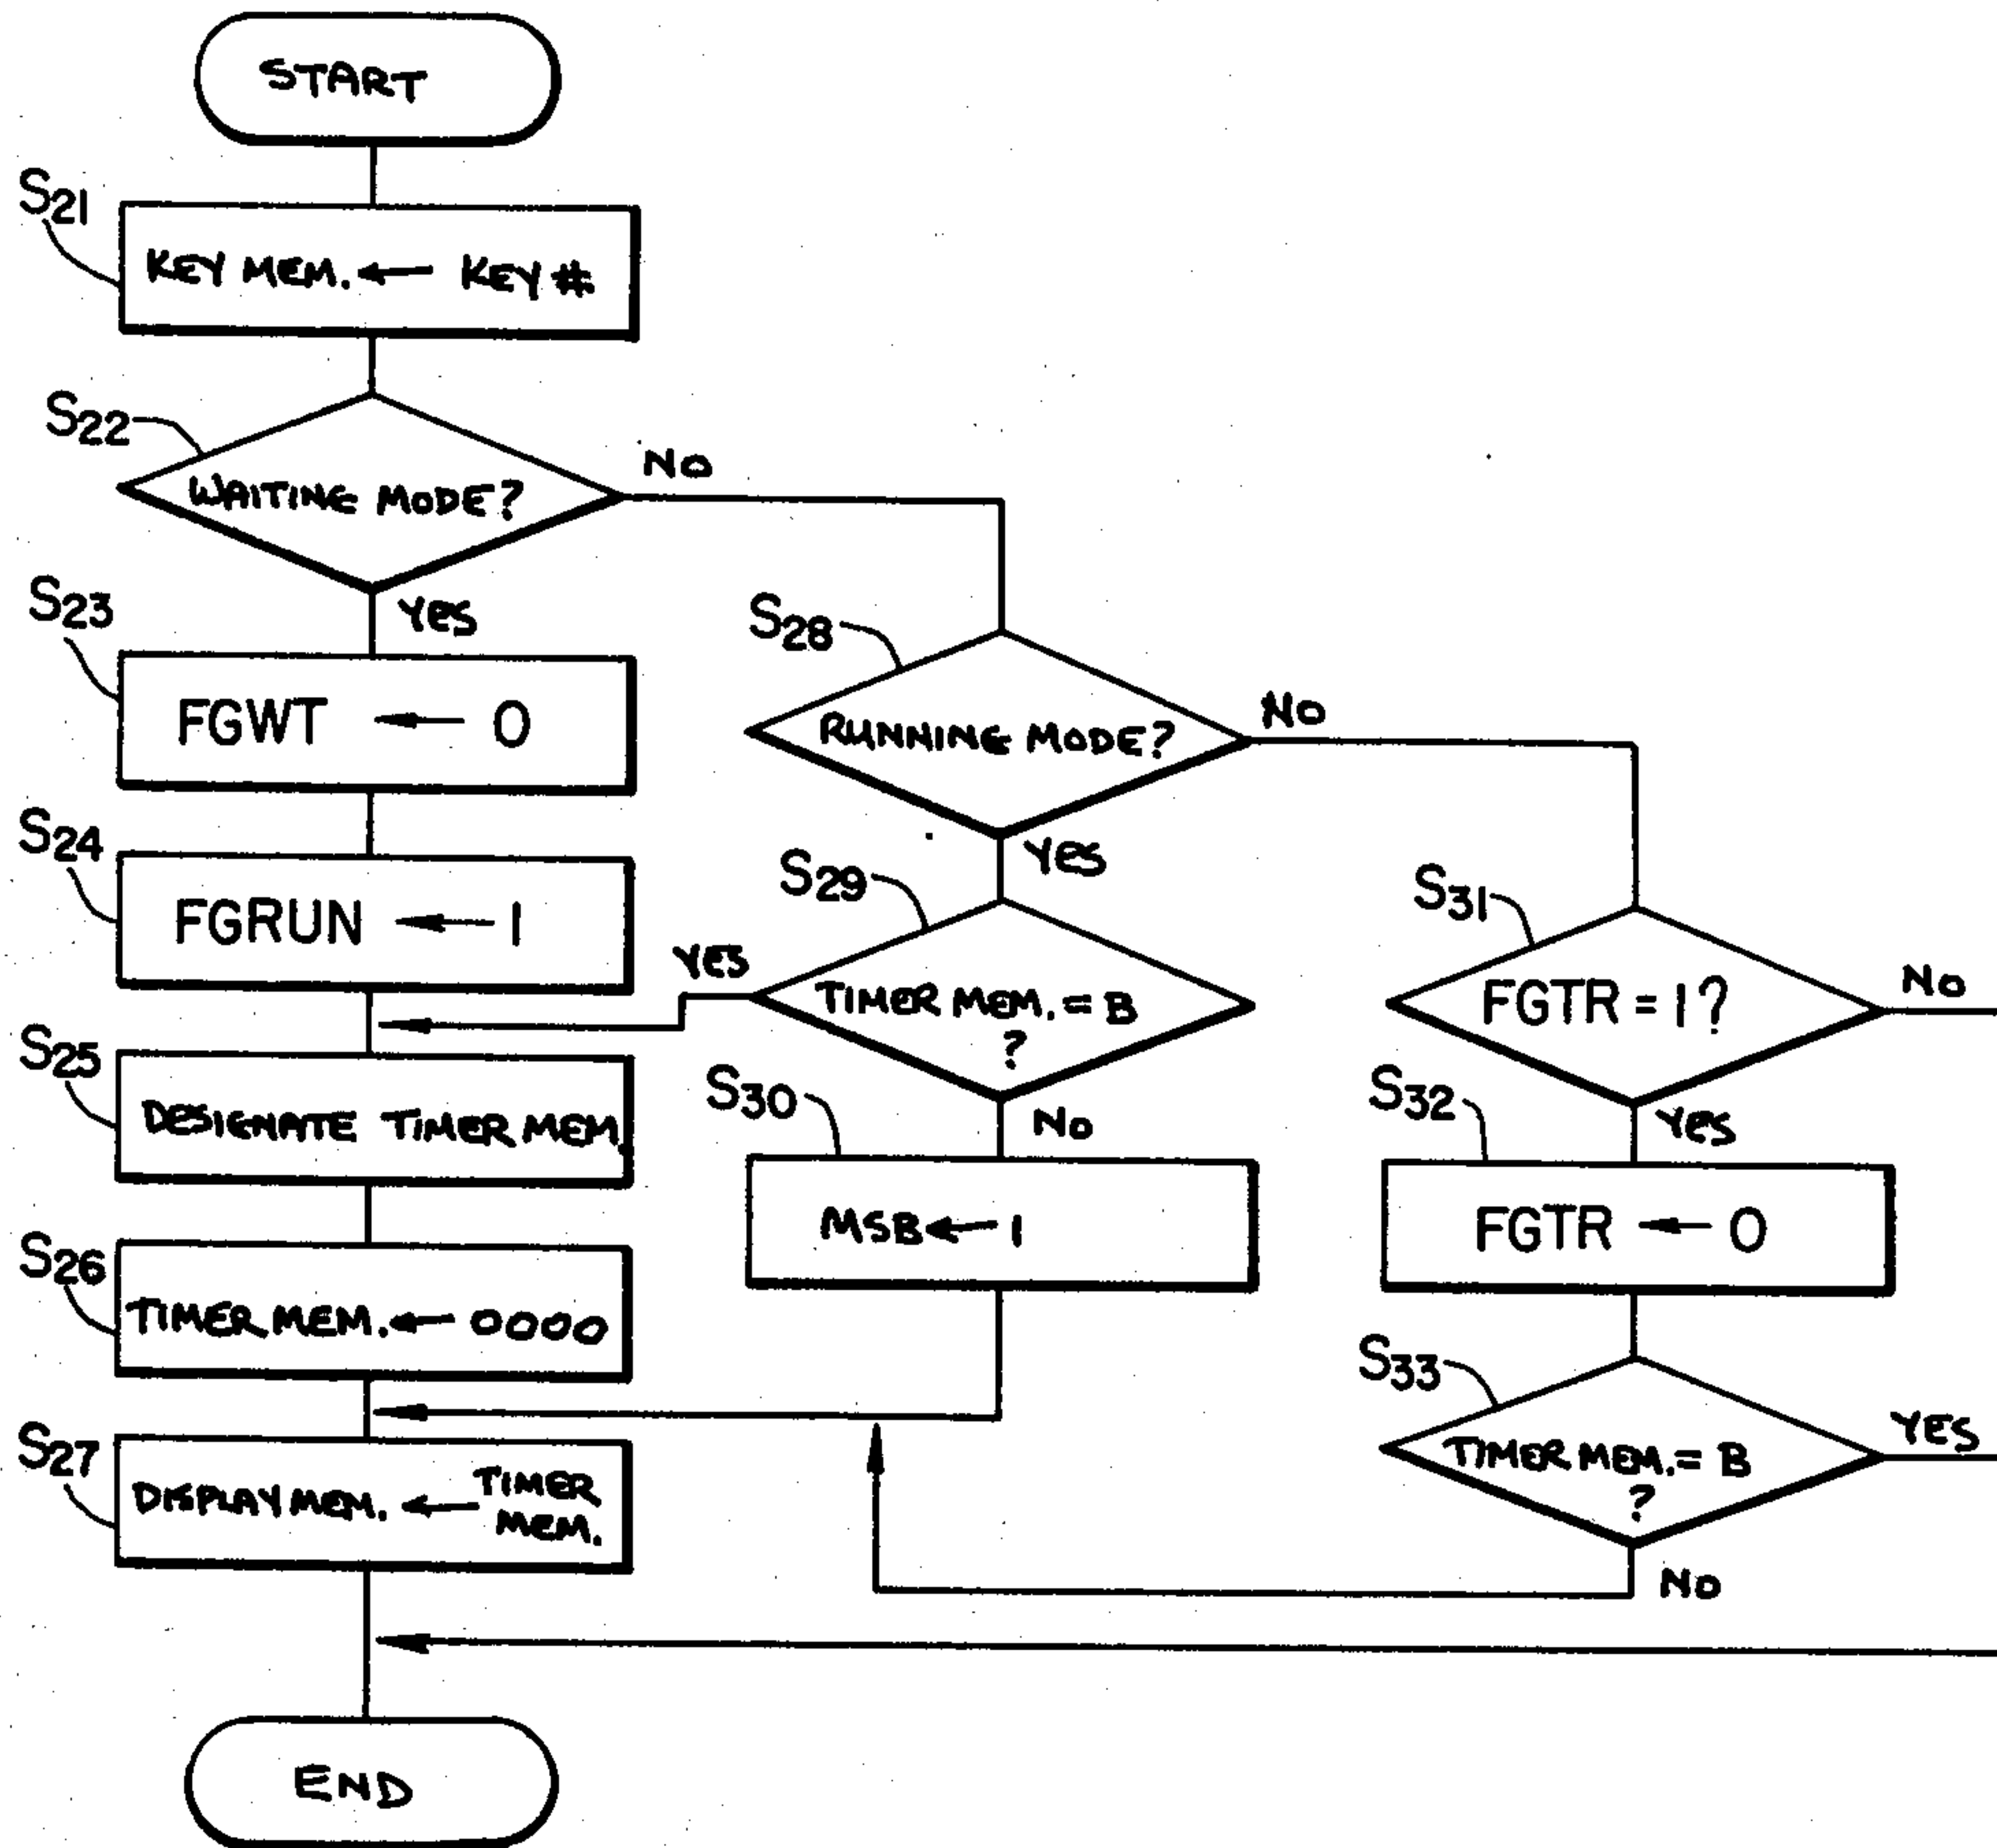 START
S21
KEY MEM. ← KEY #
S22
WAITING MODE?
NO
YES
S23
FGWT ← 0
S24
FGRUN ← 1
S25
DESIGNATE TIMER MEM.
S26
TIMER MEM. ← 0000
S27
DISPLAY MEM. ← TIMER
MEM.
END
S28
RUNNING MODE?
NO
YES
S29
YES
TIMER MEM. = B
?
NO
S30
MSB ← 1
S31
FGTR = 1?
NO
YES
S32
FGTR ← 0
S33
TIMER MEM. = B
?
YES
NO